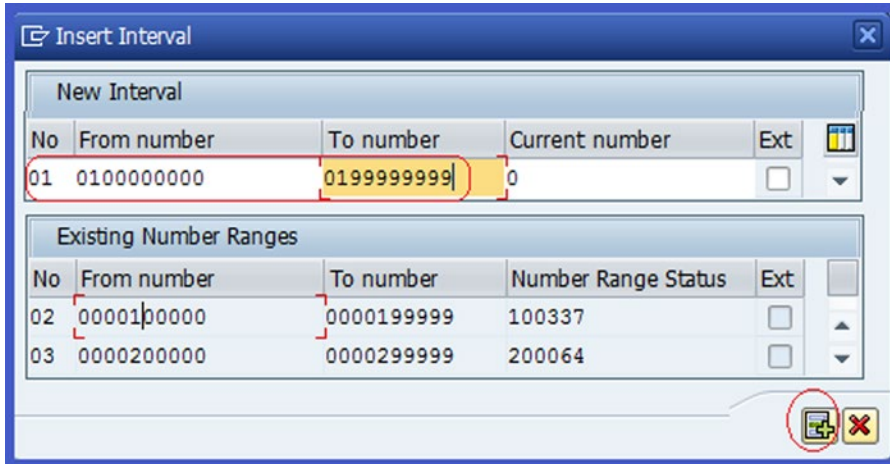 Insert Interval
New Interval
No From number To number Current number Ext
01 0100000000 0199999999 0
Existing Number Ranges
No From number To number Number Range Status Ext
02 0000100000 0000199999 100337
03 0000200000 0000299999 200064